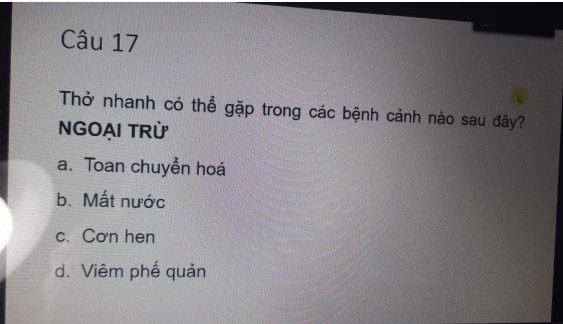 Câu 17
Thở nhanh có thể gặp trong các bệnh cảnh nào sau đây?
NGOẠI TRỪ
a. Toan chuyển hoá
b. Mất nước
c. Cơn hen
d. Viêm phế quản